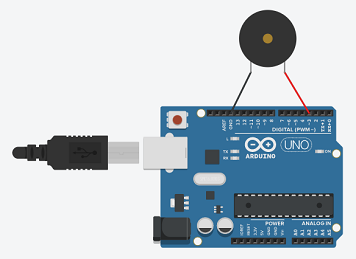 AREF
GND
13
12
~11
~10
~9
8
7
~6
~5
4
~3
2
TX→1
RX←0
DIGITAL (PWM~)
L
TX
RX
ARDUINO
UNO
ON
POWER
ANALOG IN
IOREF
RESET
3.3V
5V
GND
GND
Vin
A0
A1
A2
A3
A4
A5